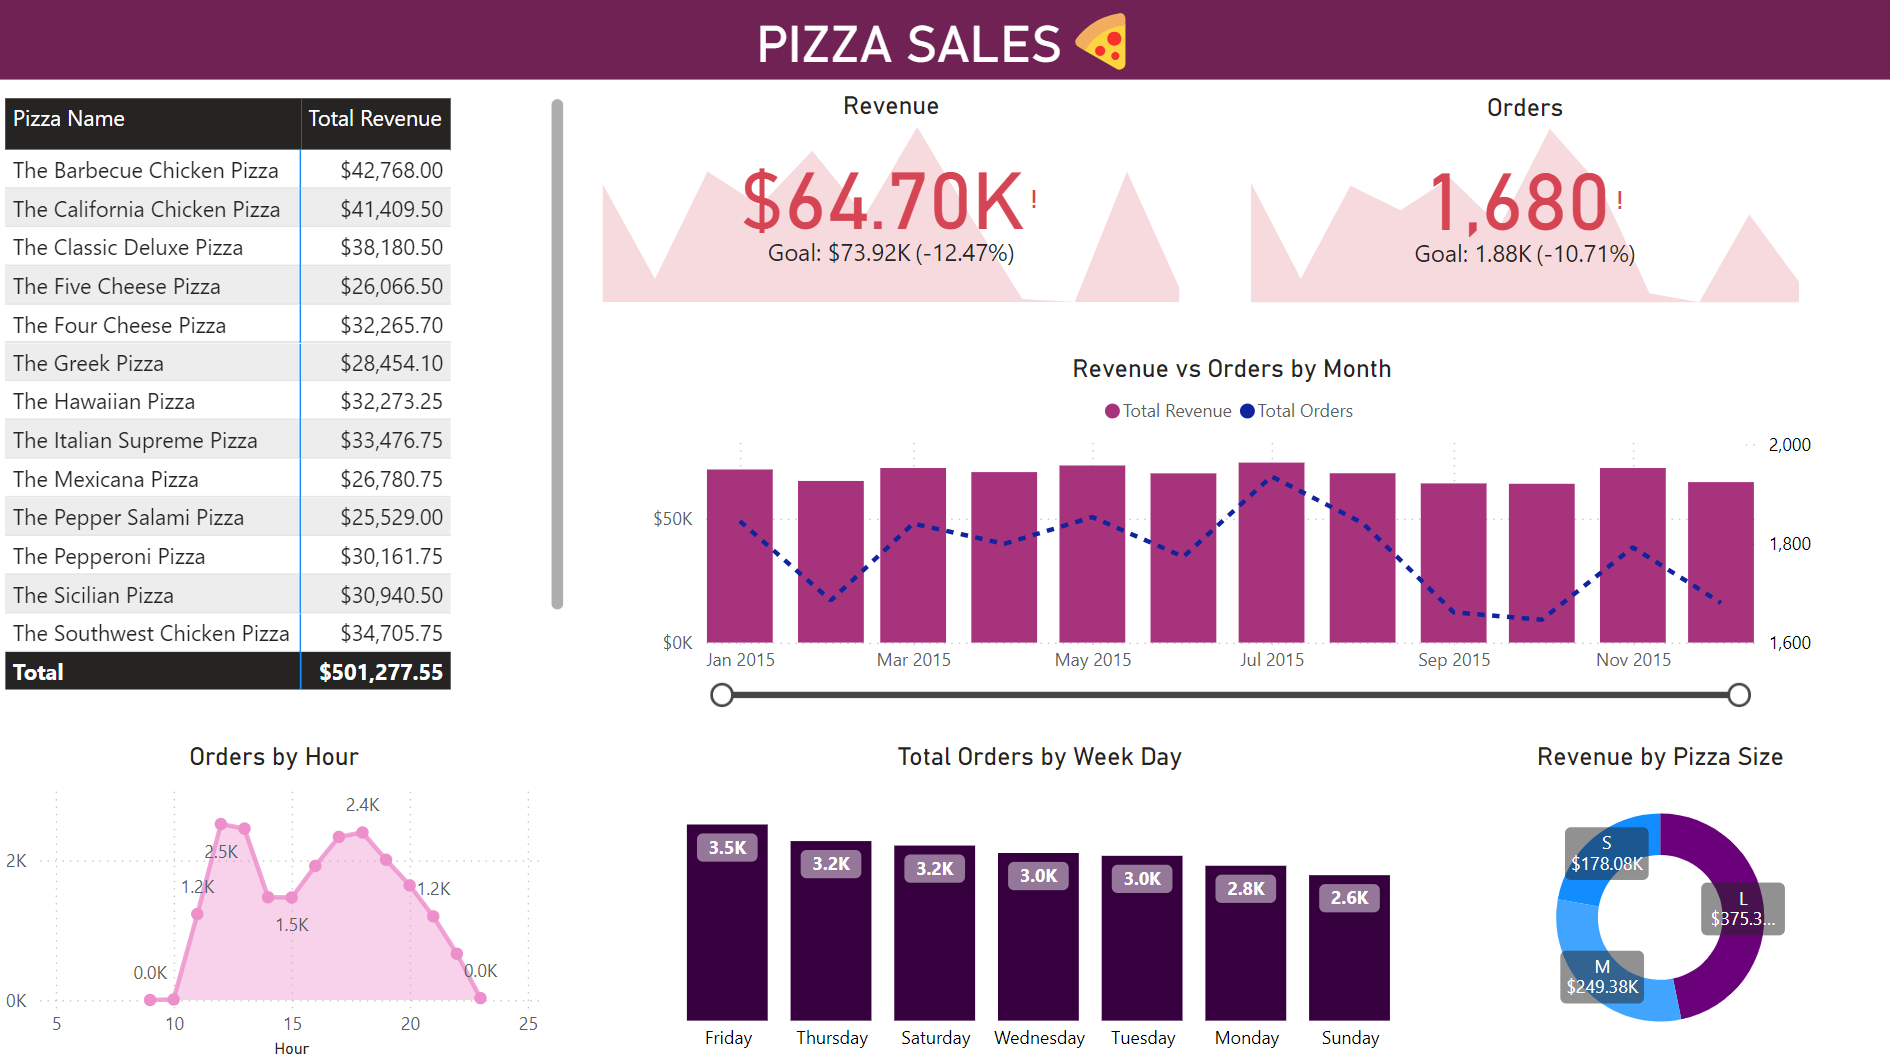 PIZZA SALES
Pizza Name Total Revenue
The Barbecue Chicken Pizza $42,768.00
The California Chicken Pizza $41,409.50
The Classic Deluxe Pizza $38,180.50
The Five Cheese Pizza $26,066.50
The Four Cheese Pizza $32,265.70
The Greek Pizza $28,454.10
The Hawaiian Pizza $32,273.25
The Italian Supreme Pizza $33,476.75
The Mexicana Pizza $26,780.75
The Pepper Salami Pizza $25,529.00
The Pepperoni Pizza $30,161.75
The Sicilian Pizza $30,940.50
The Southwest Chicken Pizza $34,705.75
Total $501,277.55
Revenue
$64.70K!
Goal: $73.92K (-12.47%)
Orders
1,680!
Goal: 1.88K (-10.71%)
Revenue vs Orders by Month
Total Revenue Total Orders
2,000
$50K
1,800
$0K
1,600
Jan 2015 Mar 2015 May 2015 Jul 2015 Sep 2015 Nov 2015
Orders by Hour
2.4K
2K
2.5K
1.2K
1.2K
1.5K
0.0K
0.0K
0K
5 10 15 20 25
Hour
Total Orders by Week Day
3.5K 3.2K 3.2K 3.0K 3.0K 2.8K 2.6K
Friday Thursday Saturday Wednesday Tuesday Monday Sunday
Revenue by Pizza Size
S
$178.08K
L
$375.3...
M
$249.38K